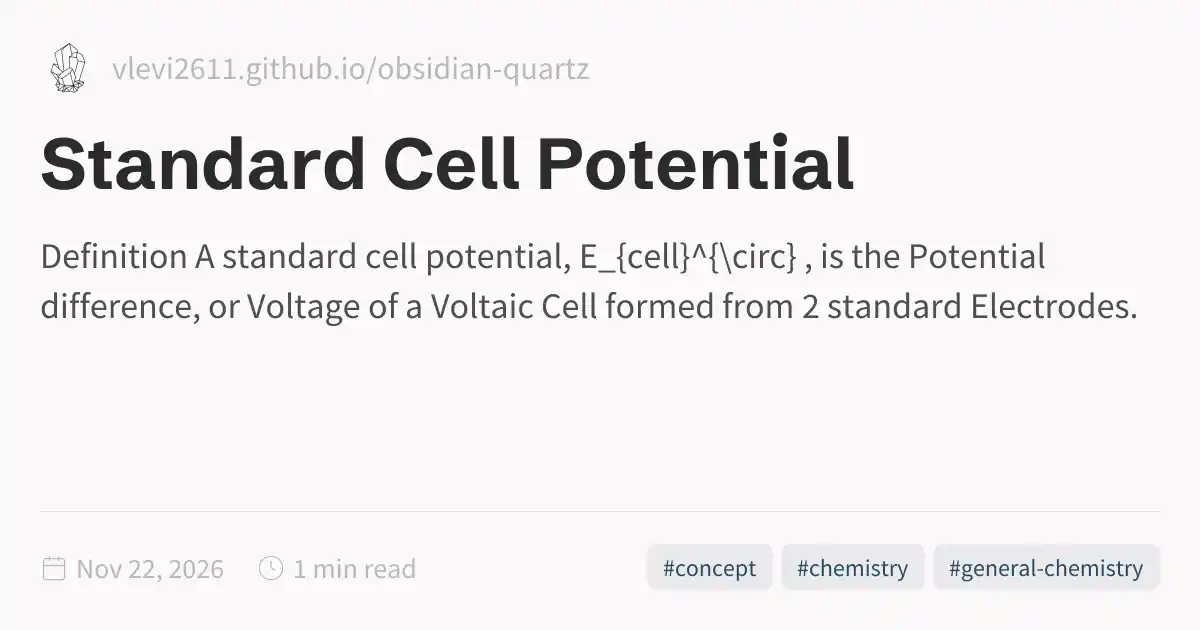 vlevi2611.github.io/obsidian-quartz
Standard Cell Potential
Definition A standard cell potential, E_{cell}^{\circ} , is the Potential
difference, or Voltage of a Voltaic Cell formed from 2 standard Electrodes.
Nov 22, 2026 1 min read #concept #chemistry #general-chemistry